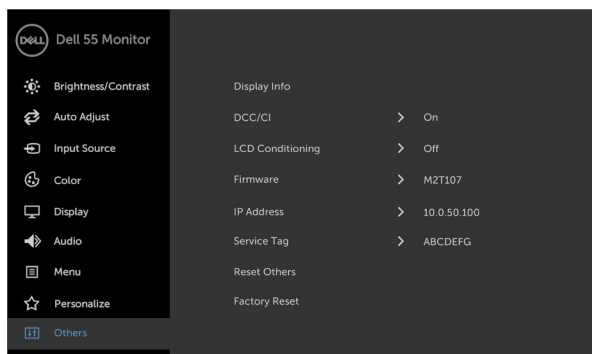 DELL Dell 55 Monitor
Brightness/Contrast
Auto Adjust
Input Source
Color
Display
Audio
Menu
Personalize
Others
Display Info
DCC/CI > On
LCD Conditioning > Off
Firmware > M2T107
IP Address > 10.0.50.100
Service Tag > ABCDEFG
Reset Others
Factory Reset